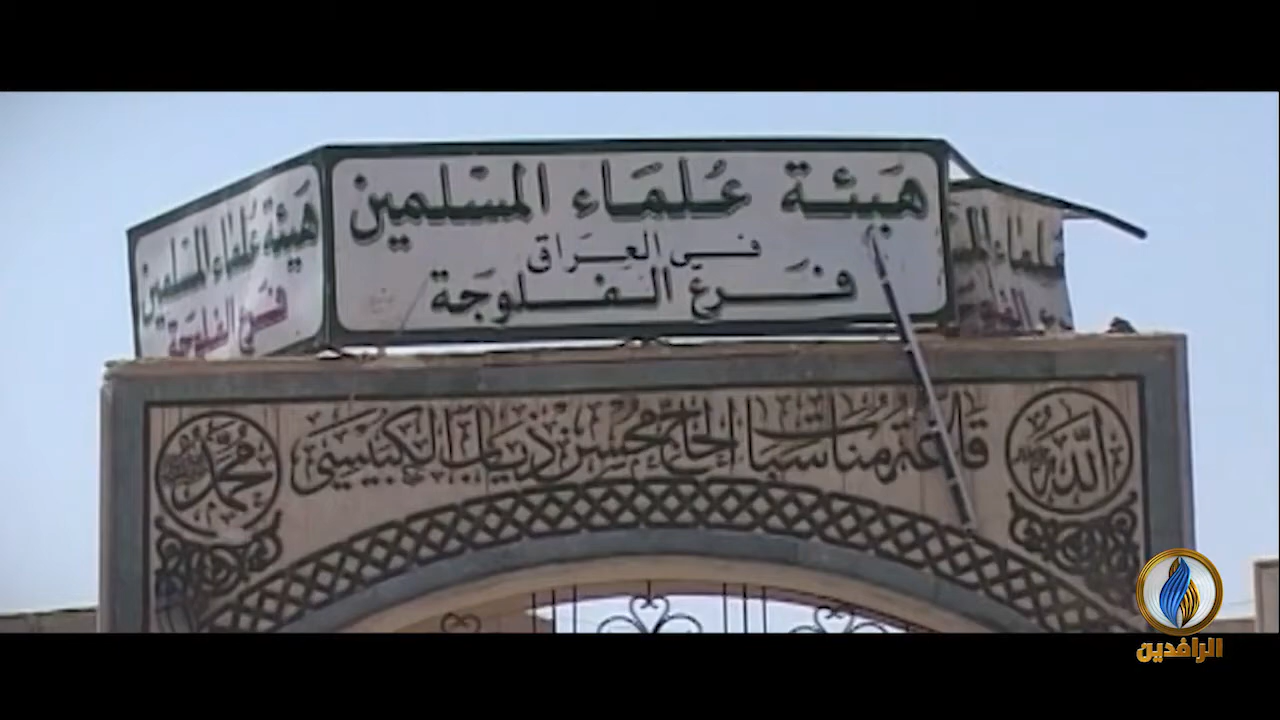 هيئة علماء المسلمين
في العراق
فرع الفلوجة
هيئة علماء المسلمين
فرع الفلوجة
علماء
الله
قاعة مناسبات الحاج محسن ذياب الكبيسي
محمد
الرافدين